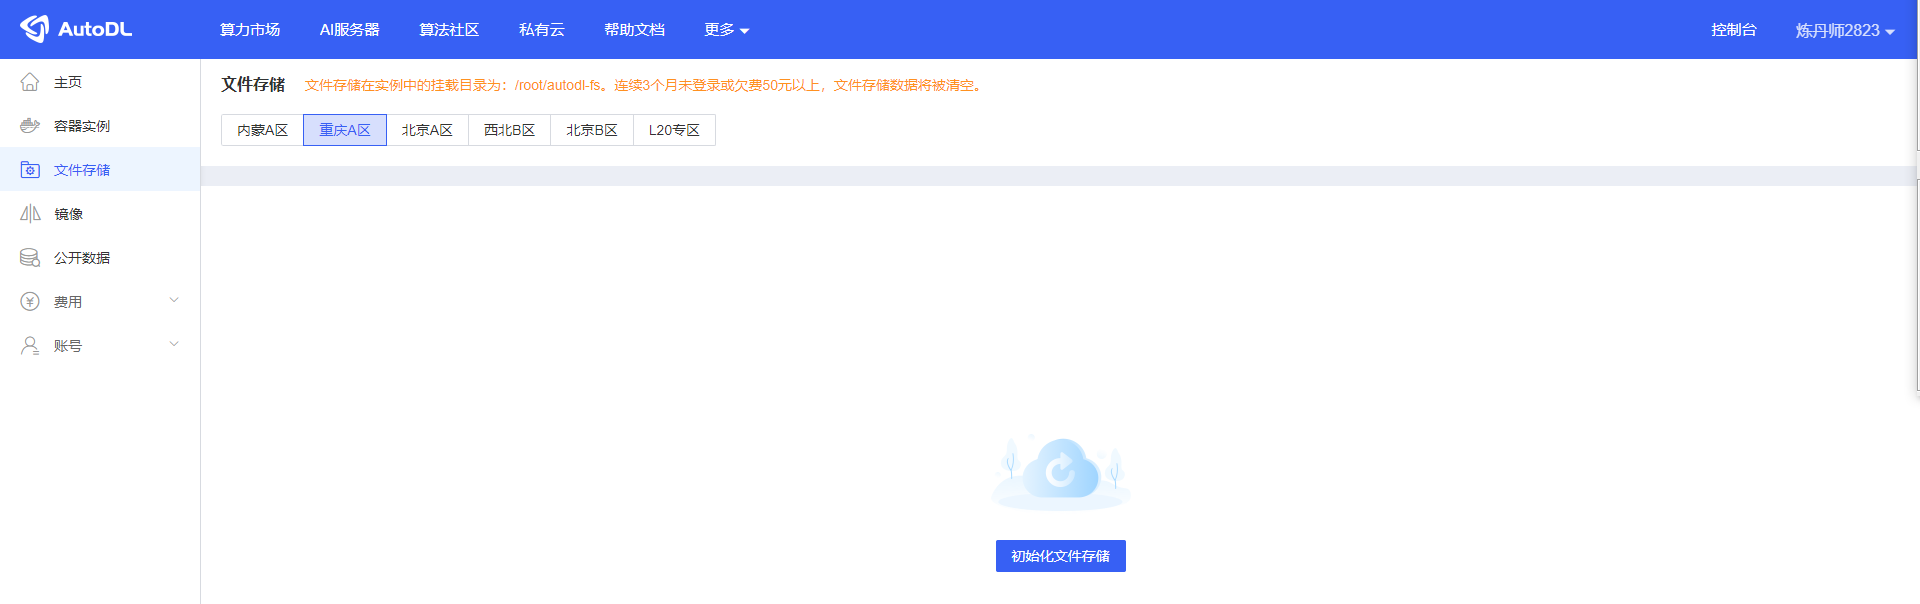 AutoDL 算力市场 AI服务器 算法社区 私有云 帮助文档 更多 控制台 炼丹师2823
主页
容器实例
文件存储
镜像
公开数据
费用
账号
文件存储 文件存储在实例中的挂载目录为：/root/autodl-fs。连续3个月未登录或欠费50元以上，文件存储数据将被清空。
内蒙A区 重庆A区 北京A区 西北B区 北京B区 L20专区
初始化文件存储